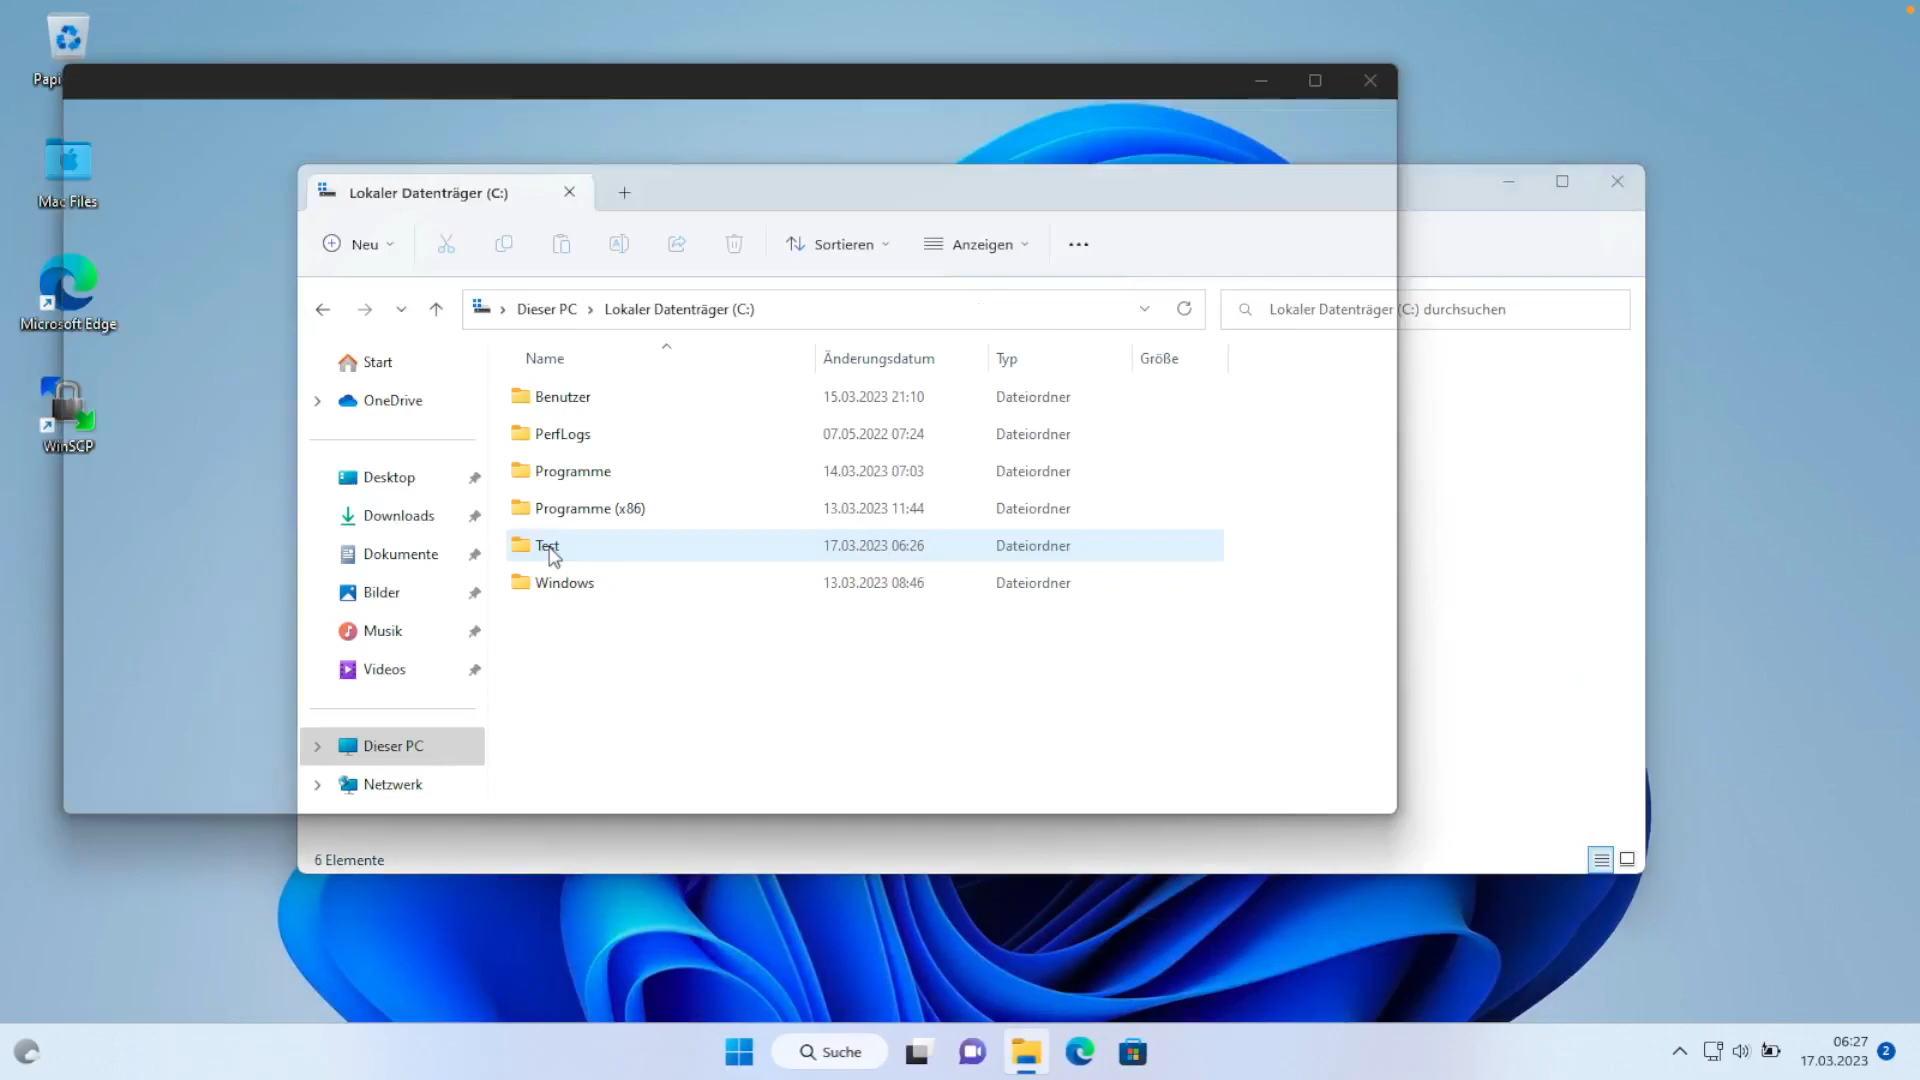 Papi
Mac Files
Microsoft Edge
WinSCP
Lokaler Datenträger (C:)
Neu
Sortieren
Anzeigen
Dieser PC
Lokaler Datenträger (C:)
Lokaler Datenträger (C:) durchsuchen
Start
OneDrive
Desktop
Downloads
Dokumente
Bilder
Musik
Videos
Dieser PC
Netzwerk
Name Änderungsdatum Typ Größe
Benutzer 15.03.2023 21:10 Dateiordner
PerfLogs 07.05.2022 07:24 Dateiordner
Programme 14.03.2023 07:03 Dateiordner
Programme (x86) 13.03.2023 11:44 Dateiordner
Test 17.03.2023 06:26 Dateiordner
Windows 13.03.2023 08:46 Dateiordner
6 Elemente
Suche
06:27
17.03.2023
2